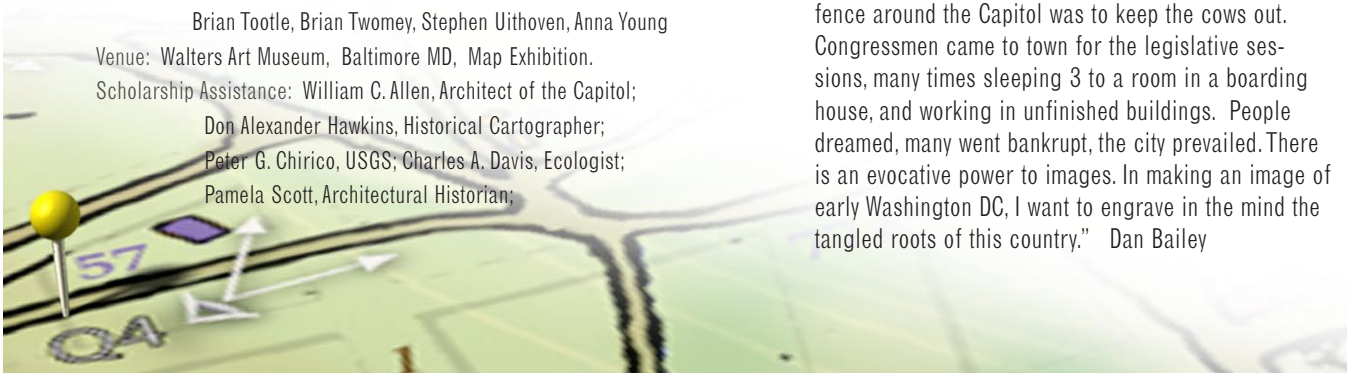 Brian Tootle, Brian Twomey, Stephen Uithoven, Anna Young
Venue: Walters Art Museum, Baltimore MD, Map Exhibition.
Scholarship Assistance: William C. Allen, Architect of the Capitol;
Don Alexander Hawkins, Historical Cartographer;
Peter G. Chirico, USGS; Charles A. Davis, Ecologist;
Pamela Scott, Architectural Historian;
fence around the Capitol was to keep the cows out.
Congressmen came to town for the legislative ses-
sions, many times sleeping 3 to a room in a boarding
house, and working in unfinished buildings. People
dreamed, many went bankrupt, the city prevailed. There
is an evocative power to images. In making an image of
early Washington DC, I want to engrave in the mind the
tangled roots of this country." Dan Bailey
57
Q4